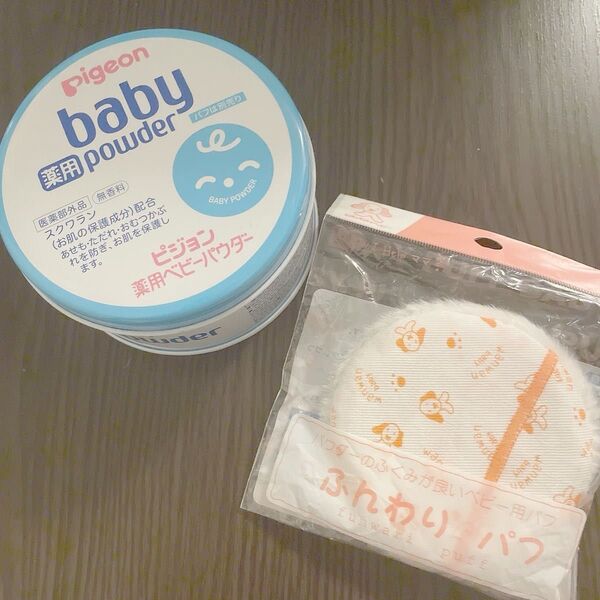 Pigeon
baby
薬用 powder
パフは別売り
医薬部外品 無香料
スクワラン
(お肌の保護成分)配合
あせも・ただれ・おむつかぶ
れを防ぎ、お肌を保護し
ます。
BABY POWDER
ピジョン
薬用ベビーパウダー
powder
パウダーのふくみが良いベビー用パフ
ふんわりパフ
funwari puff